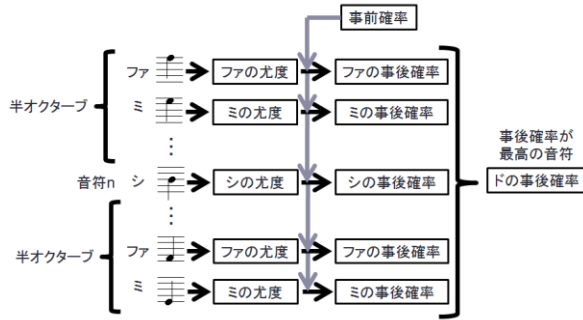 事前確率
ファ
ファの尤度
ファの事後確率
半オクターブ
ミ
ミの尤度
ミの事後確率
事後確率が
最高の音符
音符n
シ
シの尤度
シの事後確率
ドの事後確率
半オクターブ
ファ
ファの尤度
ファの事後確率
ミ
ミの尤度
ミの事後確率